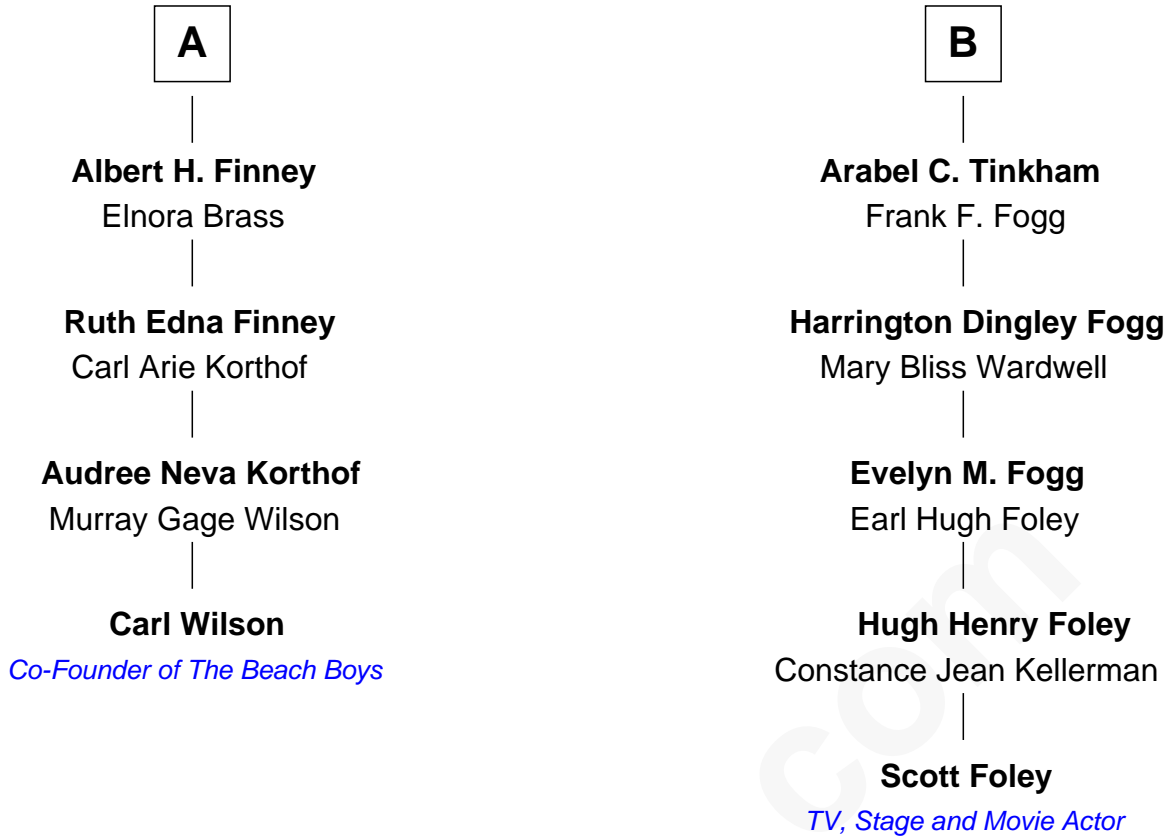 A
Albert H. Finney
Elnora Brass
Ruth Edna Finney
Carl Arie Korthof
Audree Neva Korthof
Murray Gage Wilson
Carl Wilson
Co-Founder of The Beach Boys
B
Arabel C. Tinkham
Frank F. Fogg
Harrington Dingley Fogg
Mary Bliss Wardwell
Evelyn M. Fogg
Earl Hugh Foley
Hugh Henry Foley
Constance Jean Kellerman
Scott Foley
TV, Stage and Movie Actor
com